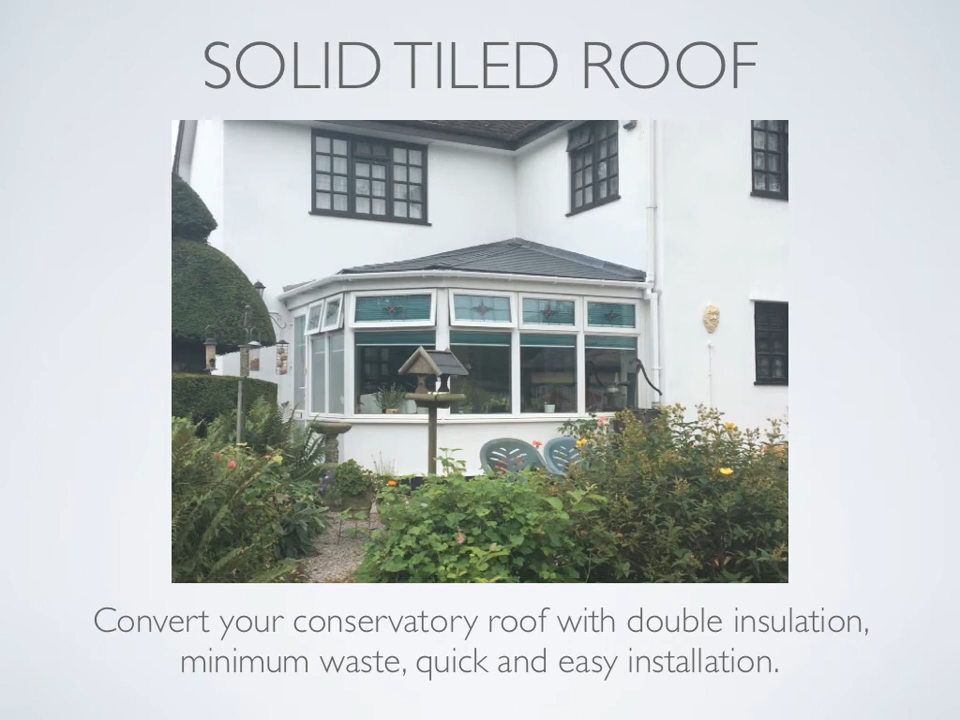 SOLID TILED ROOF
Convert your conservatory roof with double insulation,
minimum waste, quick and easy installation.